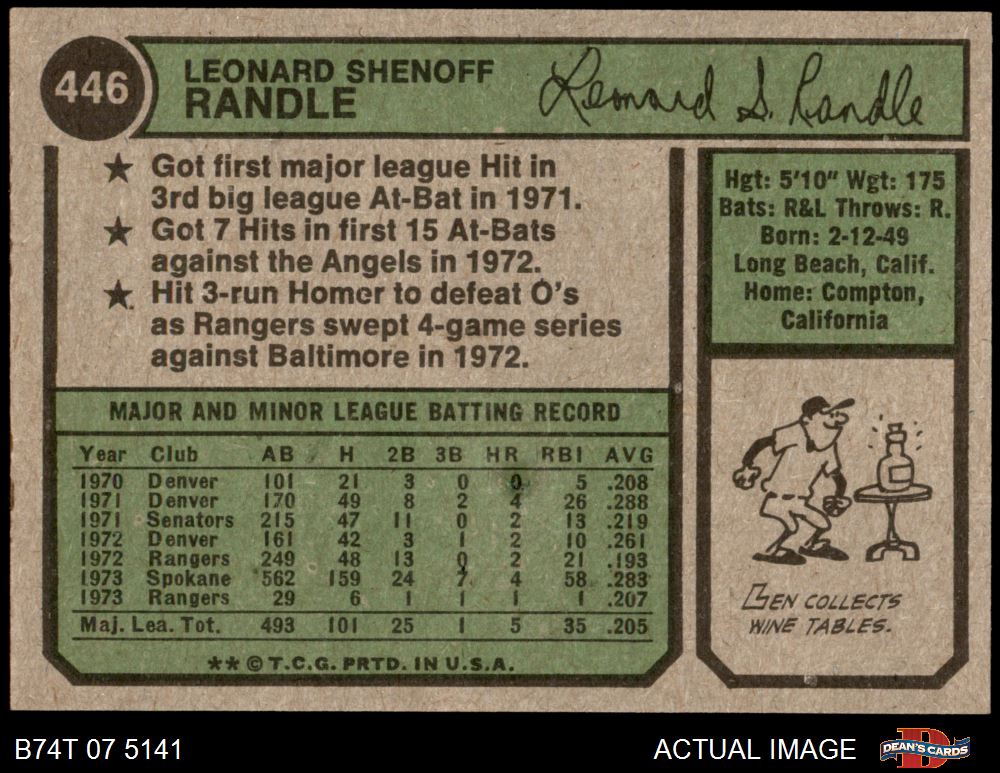 446
LEONARD SHENOFF
RANDLE
Leonard S. Randle
★ Got first major league Hit in
3rd big league At-Bat in 1971.
★ Got 7 Hits in first 15 At-Bats
against the Angels in 1972.
★ Hit 3-run Homer to defeat O's
as Rangers swept 4-game series
against Baltimore in 1972.
Hgt: 5'10" Wgt: 175
Bats: R&L Throws: R.
Born: 2-12-49
Long Beach, Calif.
Home: Compton,
California
MAJOR AND MINOR LEAGUE BATTING RECORD
Year Club AB H 2B 3B HR RBI AVG
1970 Denver 101 21 3 0 0 5 .208
1971 Denver 170 49 8 2 4 26 .288
1971 Senators 215 47 11 0 2 13 .219
1972 Denver 161 42 3 1 2 10 .261
1972 Rangers 249 48 13 0 2 21 .193
1973 Spokane 562 159 24 7 4 58 .283
1973 Rangers 29 6 1 1 1 1 .207
Maj. Lea. Tot. 493 101 25 1 5 35 .205
** © T.C.G. PRTD. IN U.S.A.
LEN COLLECTS
WINE TABLES.
B74T 07 5141
ACTUAL IMAGE
DEAN'S CARDS